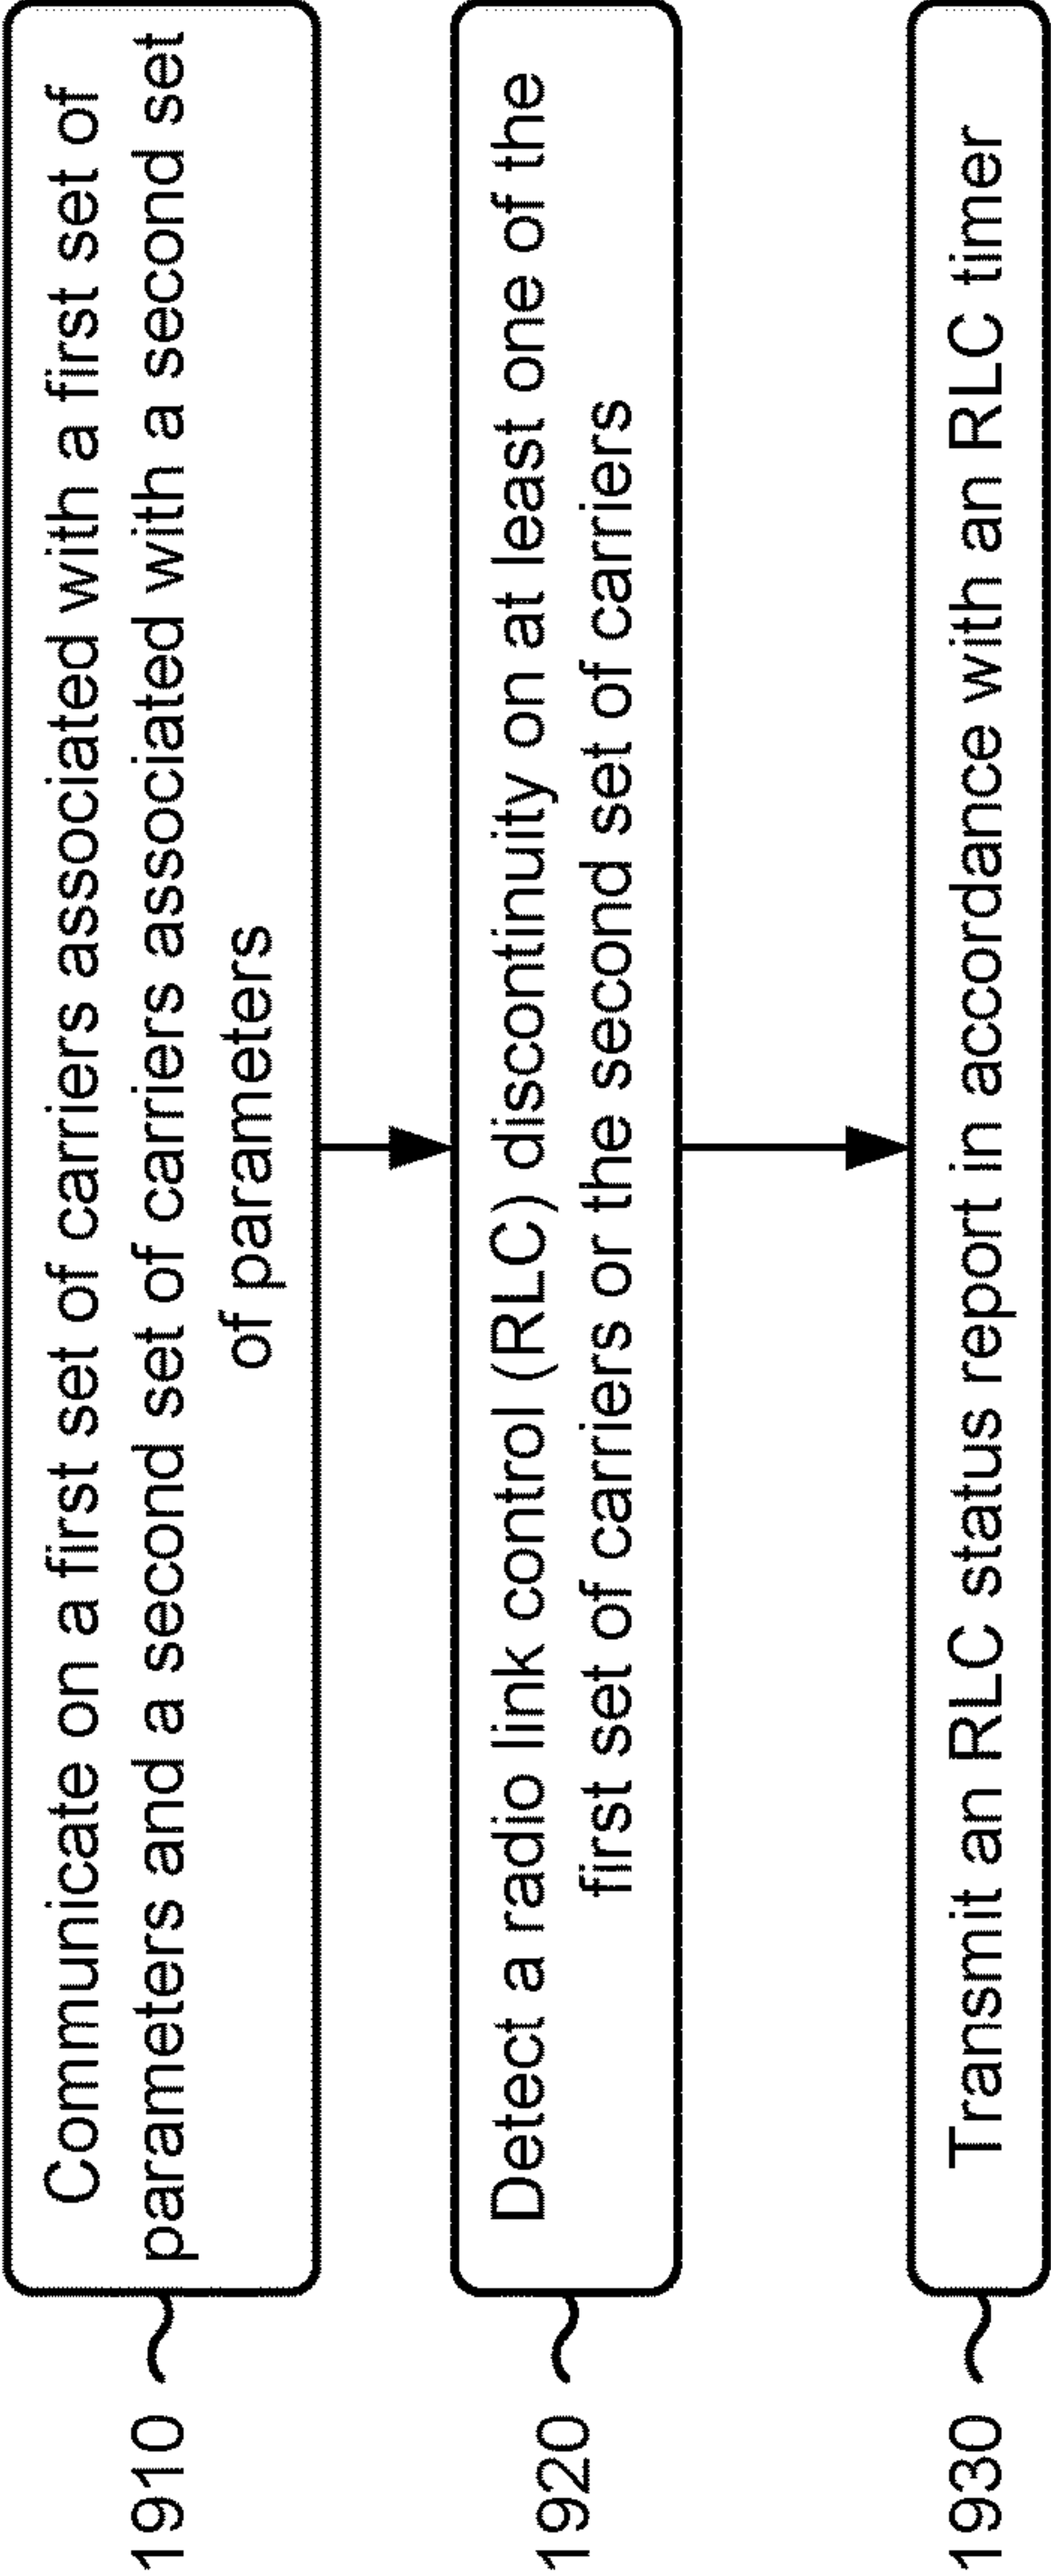 1910
Communicate on a first set of carriers associated with a first set of
parameters and a second set of carriers associated with a second set
of parameters
1920
Detect a radio link control (RLC) discontinuity on at least one of the
first set of carriers or the second set of carriers
1930
Transmit an RLC status report in accordance with an RLC timer